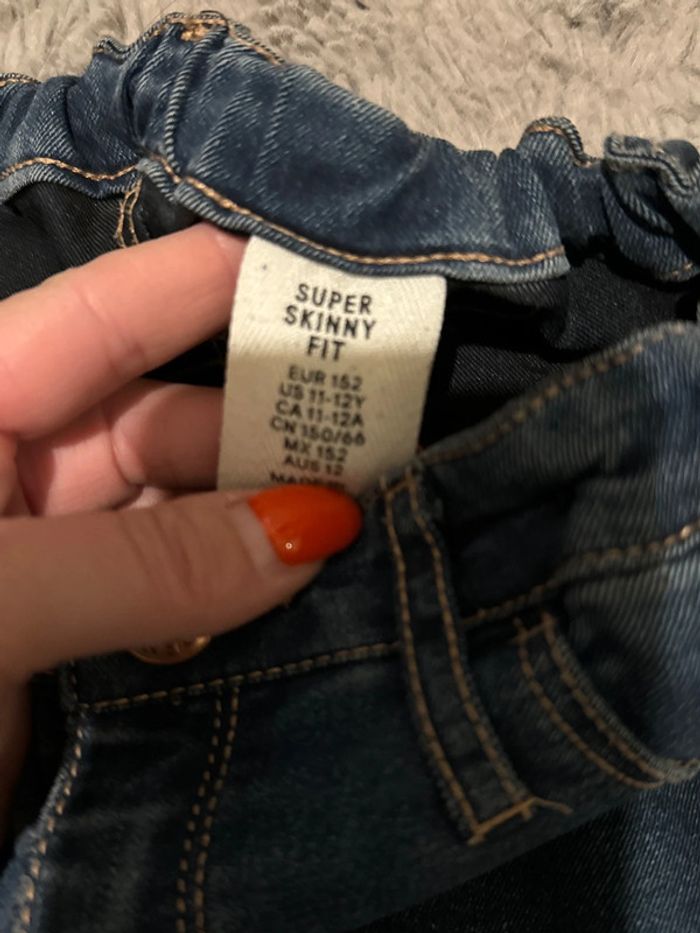 SUPER
SKINNY
FIT
EUR 152
US 11-12Y
CA 11-12A
CN 150/66
MX 152
AUS 12